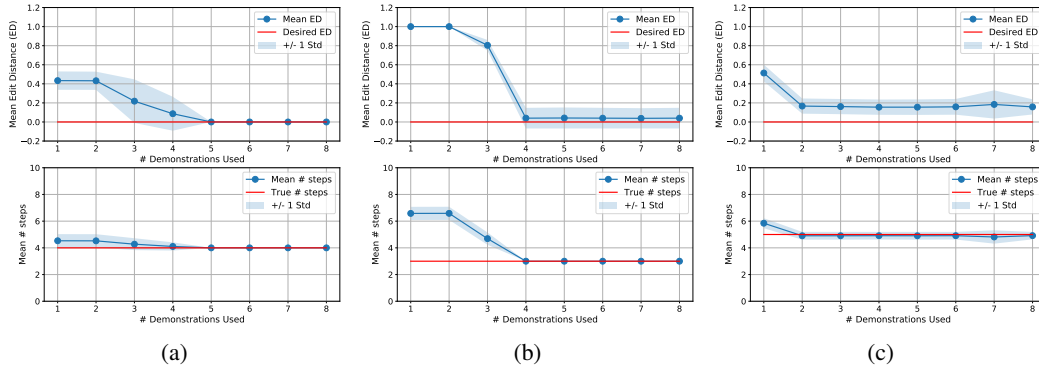 1.2
1.0
0.8
0.6
0.4
0.2
0.0
−0.2
Mean Edit Distance (ED)
Mean ED
Desired ED
+/- 1 Std
1 2 3 4 5 6 7 8
# Demonstrations Used
10
8
6
4
2
0
Mean # steps
Mean # steps
True # steps
+/- 1 Std
1 2 3 4 5 6 7 8
# Demonstrations Used
(a)
1.2
1.0
0.8
0.6
0.4
0.2
0.0
−0.2
Mean Edit Distance (ED)
Mean ED
Desired ED
+/- 1 Std
1 2 3 4 5 6 7 8
# Demonstrations Used
10
8
6
4
2
0
Mean # steps
Mean # steps
True # steps
+/- 1 Std
1 2 3 4 5 6 7 8
# Demonstrations Used
(b)
1.2
1.0
0.8
0.6
0.4
0.2
0.0
−0.2
Mean Edit Distance (ED)
Mean ED
Desired ED
+/- 1 Std
1 2 3 4 5 6 7 8
# Demonstrations Used
10
8
6
4
2
0
Mean # steps
Mean # steps
True # steps
+/- 1 Std
1 2 3 4 5 6 7 8
# Demonstrations Used
(c)